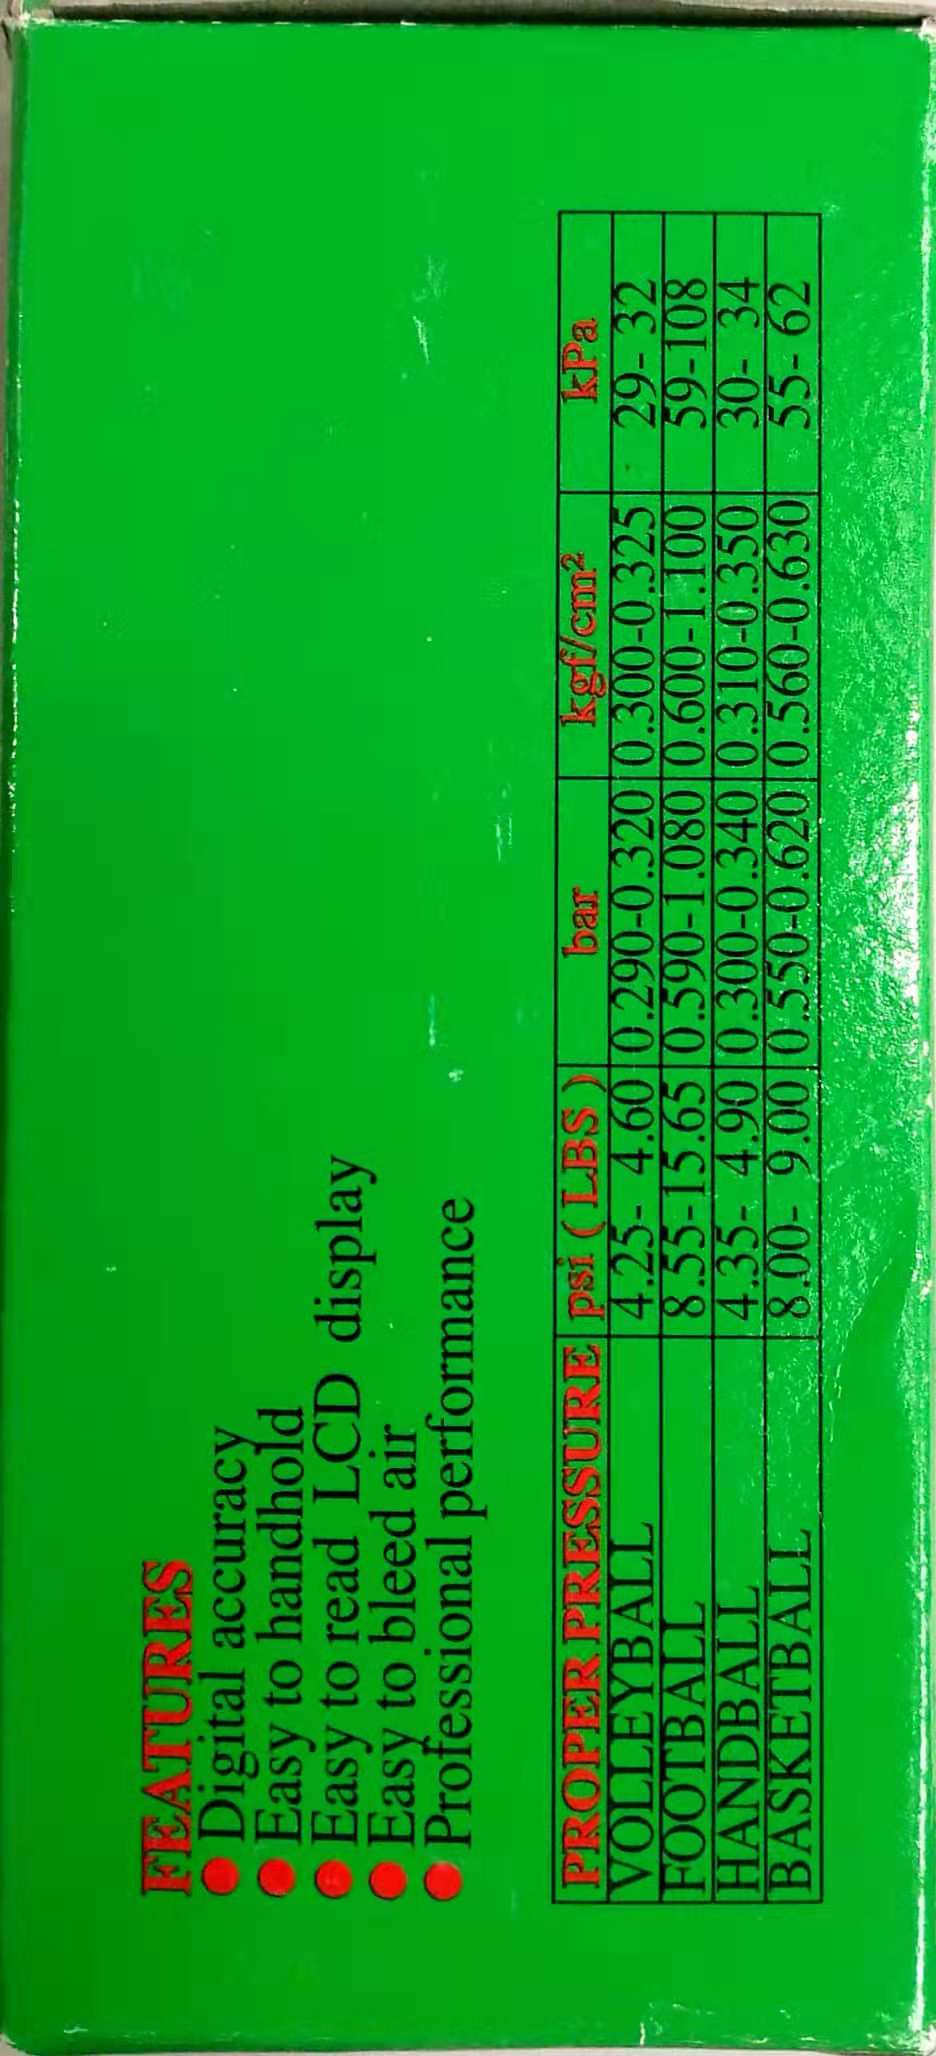 FEATURES
Digital accuracy
Easy to handhold
Easy to read LCD display
Easy to bleed air
Professional performance
PROPER PRESSURE psi ( LBS ) bar kgf/cm² kPa
VOLLEYBALL 4.25- 4.60 0.290-0.320 0.300-0.325 29- 32
FOOTBALL 8.55-15.65 0.590-1.080 0.600-1.100 59-108
HANDBALL 4.35- 4.90 0.300-0.340 0.310-0.350 30- 34
BASKETBALL 8.00- 9.00 0.550-0.620 0.560-0.630 55- 62